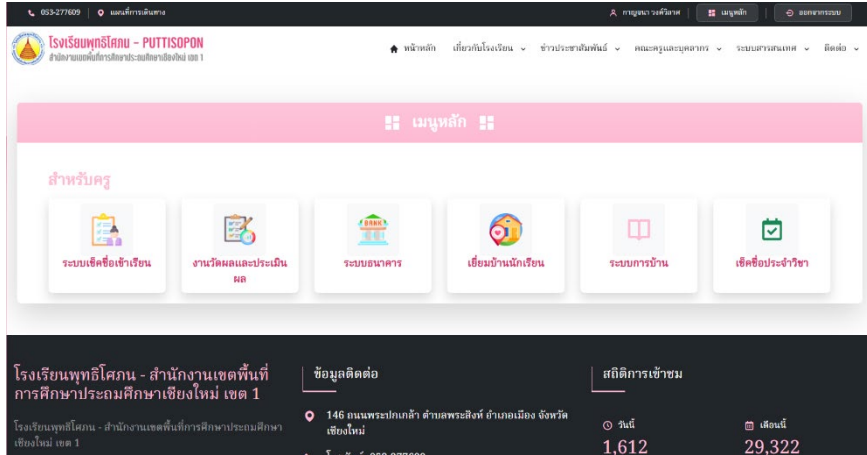 053-277609
แผนที่การเดินทาง
กาญจนา วงค์วิลาศ
เมนูหลัก
ออกจากระบบ
โรงเรียนพุทธิโศภน - PUTTISOPON
สำนักงานเขตพื้นที่การศึกษาประถมศึกษาเชียงใหม่ เขต 1
หน้าหลัก
เกี่ยวกับโรงเรียน
ข่าวประชาสัมพันธ์
คณะครูและบุคลากร
ระบบสารสนเทศ
ติดต่อ
เมนูหลัก
สำหรับครู
ระบบเช็คชื่อเข้าเรียน
งานวัดผลและประเมิน
ผล
BANK
ระบบธนาคาร
เยี่ยมบ้านนักเรียน
ระบบการบ้าน
เช็คชื่อประจำวิชา
โรงเรียนพุทธิโศภน - สำนักงานเขตพื้นที่
การศึกษาประถมศึกษาเชียงใหม่ เขต 1
โรงเรียนพุทธิโศภน - สำนักงานเขตพื้นที่การศึกษาประถมศึกษา
เชียงใหม่ เขต 1
ข้อมูลติดต่อ
146 ถนนพระปกเกล้า ตำบลพระสิงห์ อำเภอเมือง จังหวัด
เชียงใหม่
โทรศัพท์: 053-277609
สถิติการเข้าชม
วันนี้
1,612
เดือนนี้
29,322